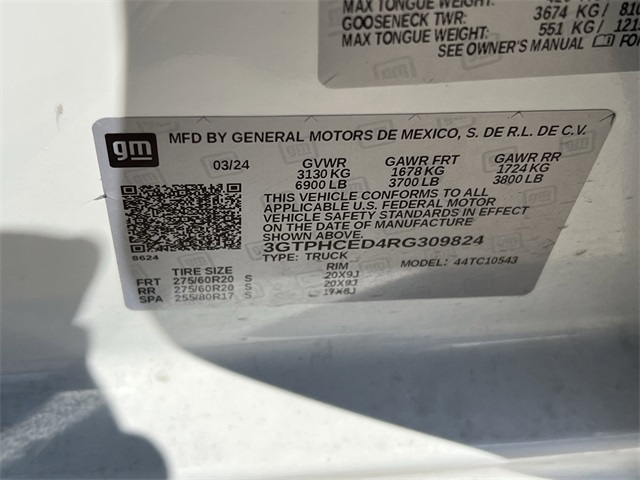 MAX TONGUE WEIGHT:
GOOSENECK TWR: 3674 KG / 810
MAX TONGUE WEIGHT: 551 KG / 1215
SEE OWNER'S MANUAL FO
gm MFD BY GENERAL MOTORS DE MEXICO, S. DE R.L. DE C.V.
03/24 GVWR GAWR FRT GAWR RR
3130 KG 1678 KG 1724 KG
6900 LB 3700 LB 3800 LB
THIS VEHICLE CONFORMS TO ALL
APPLICABLE U.S. FEDERAL MOTOR
VEHICLE SAFETY STANDARDS IN EFFECT
ON THE DATE OF MANUFACTURE
SHOWN ABOVE.
3GTPHCED4RG309824
8624 TYPE: TRUCK MODEL: 44TC10543
TIRE SIZE RIM
FRT 275/60R20 S 20X9J
RR 275/60R20 S 20X9J
SPA 255/80R17 S 17X8J